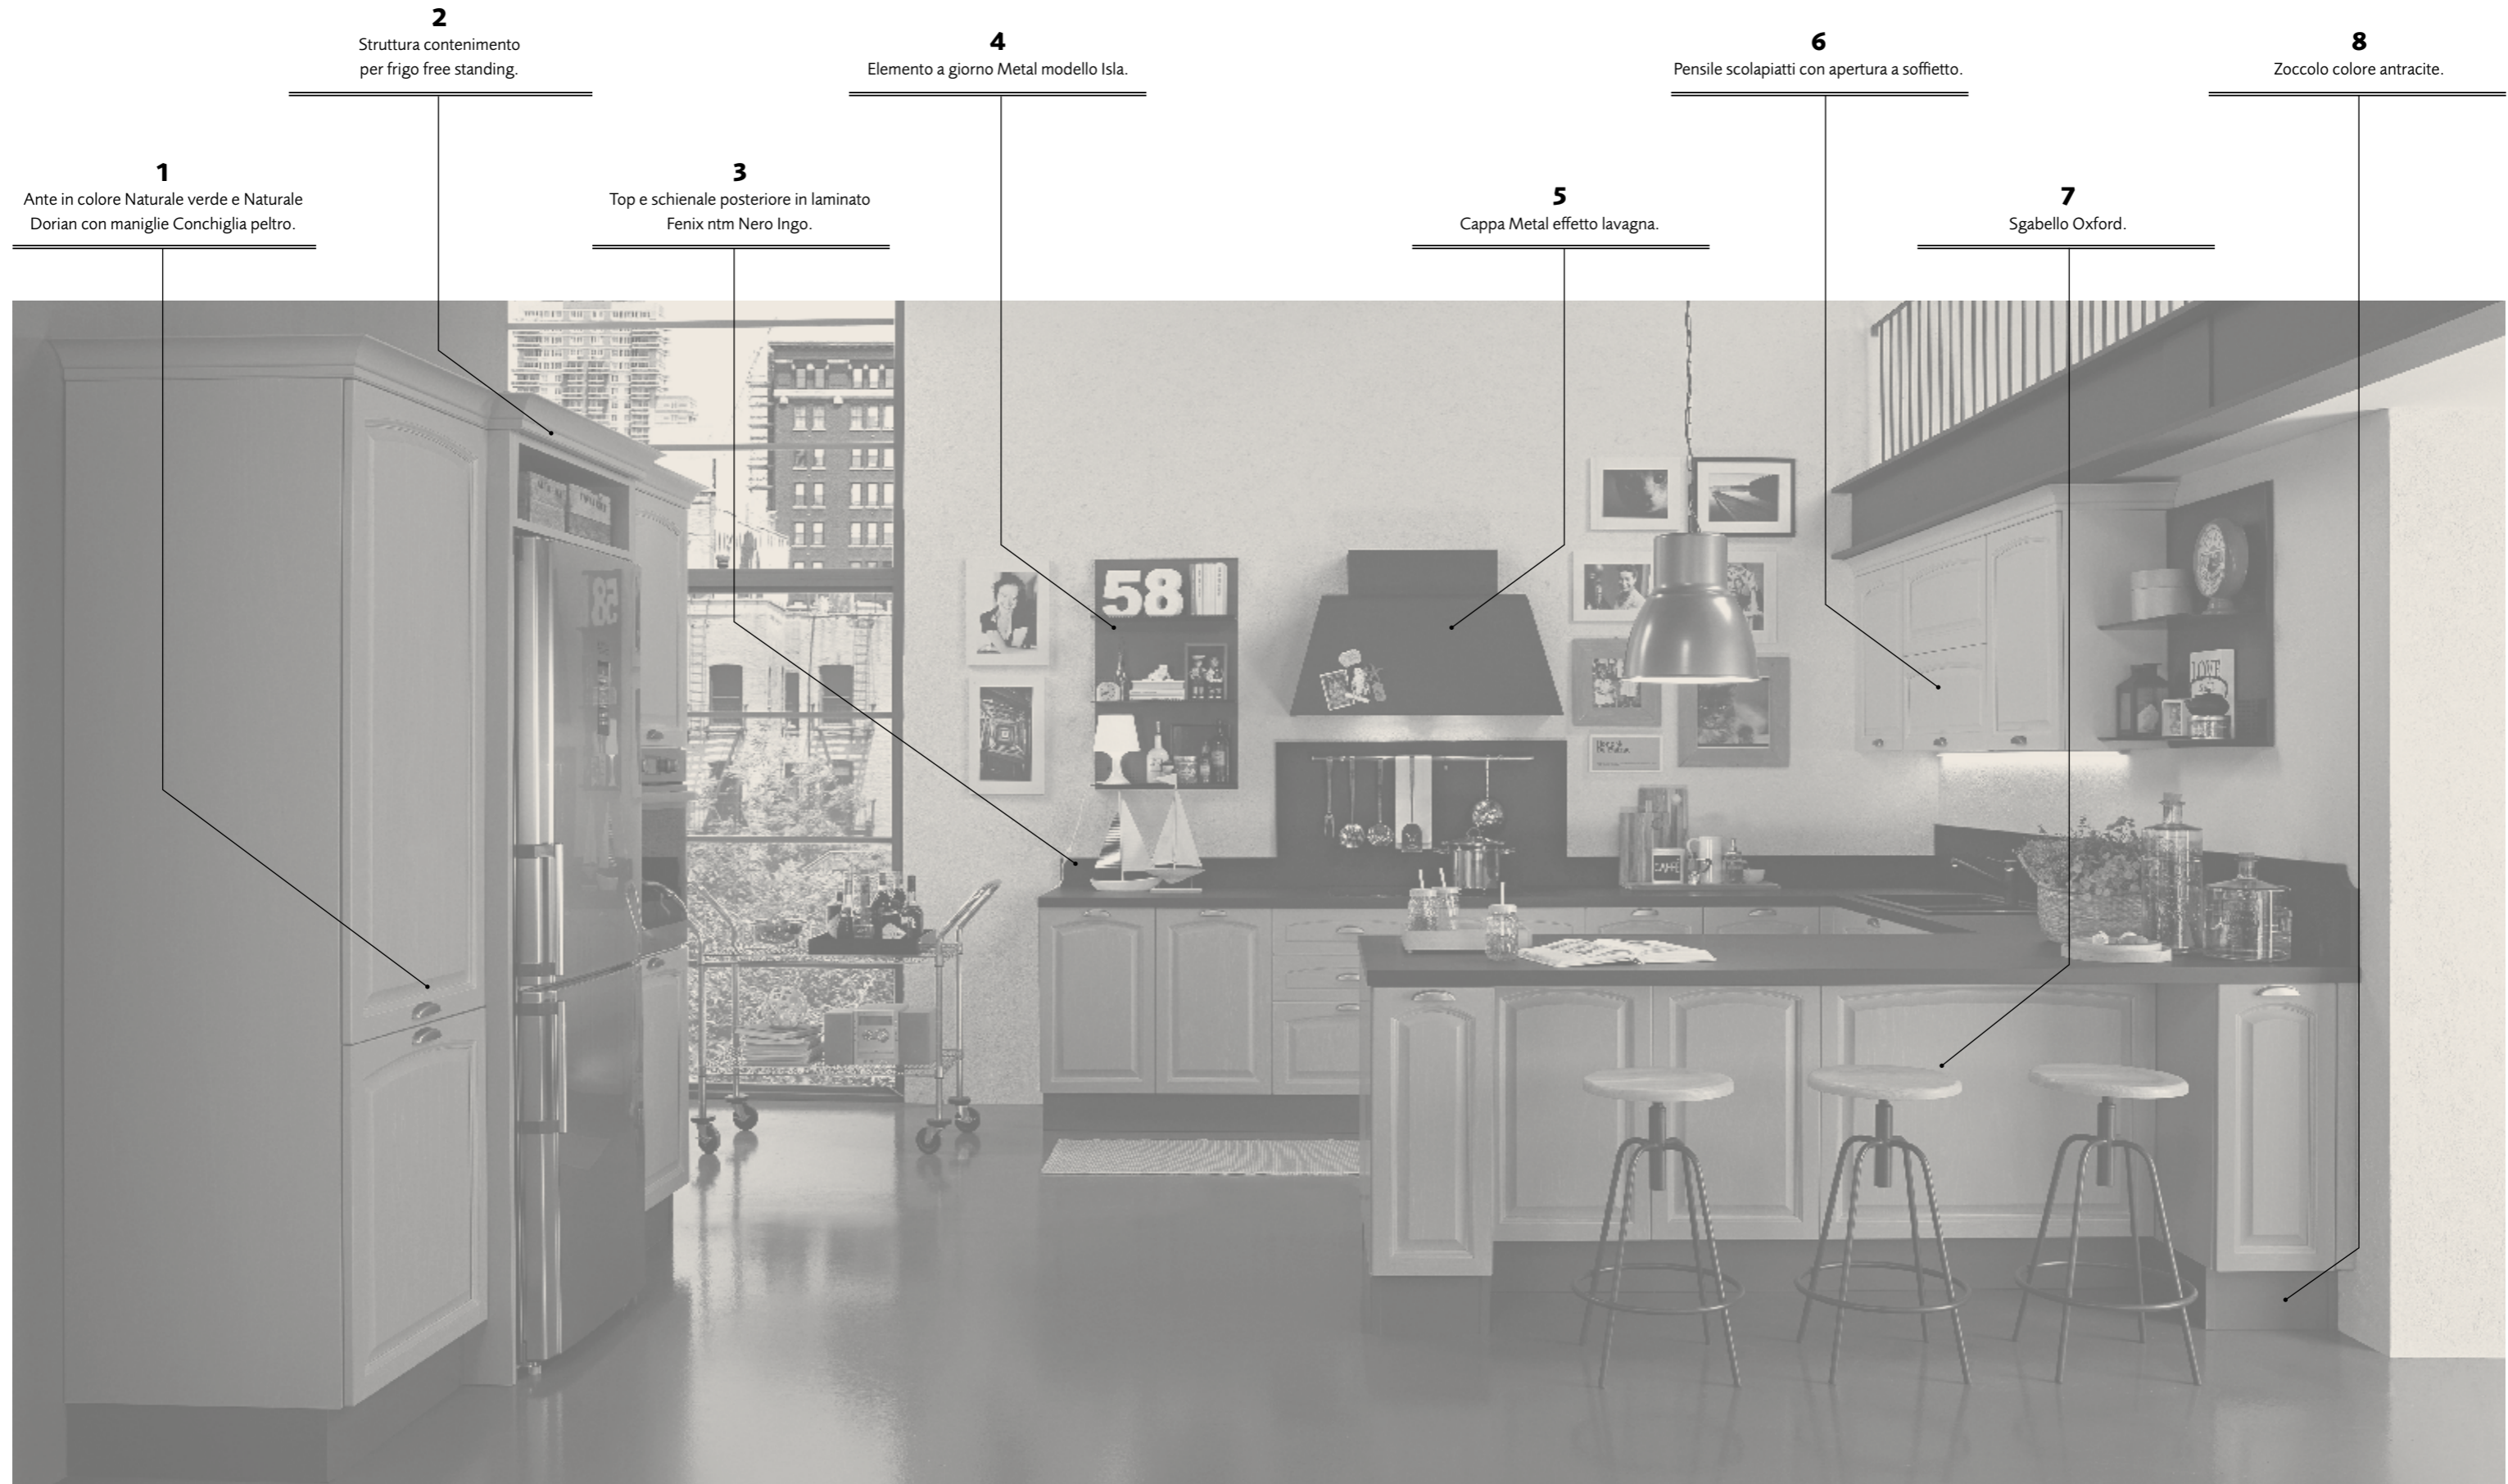 1
Ante in colore Naturale verde e Naturale
Dorian con maniglie Conchiglia peltro.
2
Struttura contenimento
per frigo free standing.
3
Top e schienale posteriore in laminato
Fenix ntm Nero Ingo.
4
Elemento a giorno Metal modello Isla.
5
Cappa Metal effetto lavagna.
6
Pensile scolapiatti con apertura a soffietto.
7
Sgabello Oxford.
8
Zoccolo colore antracite.
58
LOVE
CAFFÈ